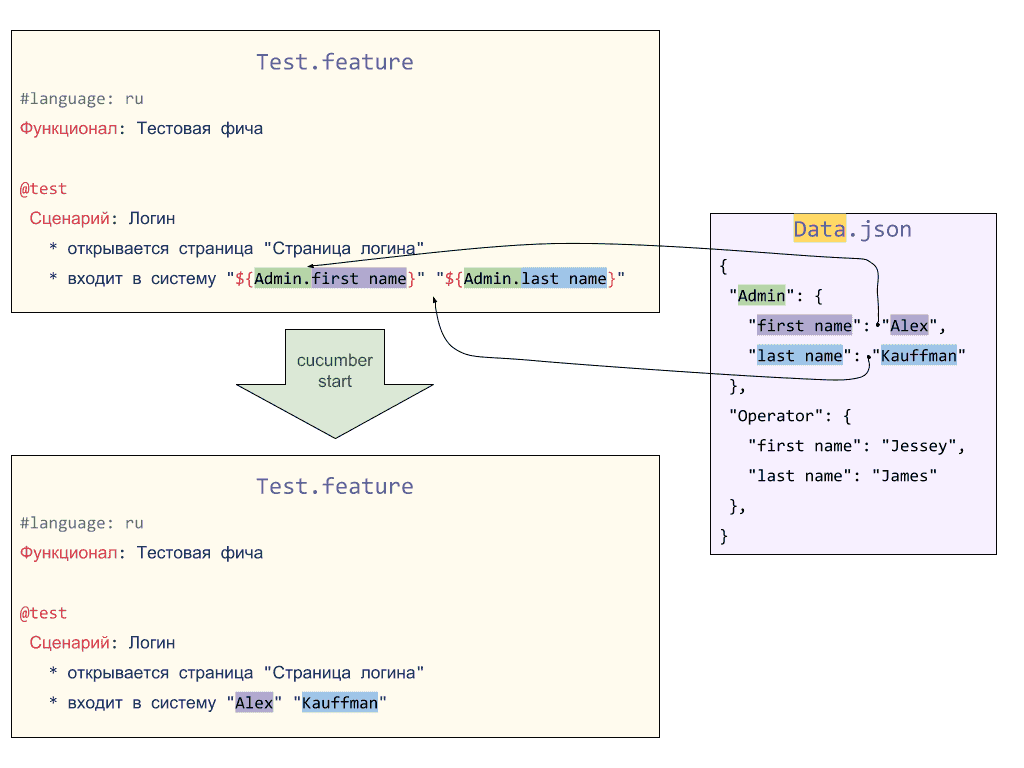 Test.feature
#language: ru
Функционал: Тестовая фича
@test
Сценарий: Логин
* открывается страница "Страница логина"
* входит в систему "${Admin.first name}" "${Admin.last name}"
cucumber
start
Data.json
{
"Admin": {
"first name": "Alex",
"last name": "Kauffman"
},
"Operator": {
"first name": "Jessey",
"last name": "James"
},
}
Test.feature
#language: ru
Функционал: Тестовая фича
@test
Сценарий: Логин
* открывается страница "Страница логина"
* входит в систему "Alex" "Kauffman"